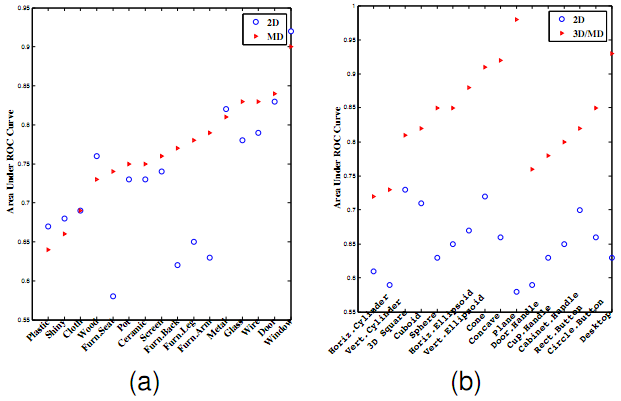 0.95
0.9
0.85
0.8
0.75
0.7
0.65
0.6
0.55
Area Under ROC Curve
2D
MD
Plastic
Shiny
Cloth
Wood
Furn.Seat
Pot
Ceramic
Screen
Furn.Back
Furn.Leg
Furn.Arm
Metal
Glass
Wire
Door
Window
(a)
1
0.95
0.9
0.85
0.8
0.75
0.7
0.65
0.6
0.55
Area Under ROC Curve
2D
3D/MD
Horiz.Cylinder
Vert.Cylinder
3D Square
Cuboid
Sphere
Horiz.Ellipsoid
Vert.Ellipsoid
Cone
Concave
Plane
Door.Handle
Cup.Handle
Cabinet.Handle
Rect.Button
Circle.Button
Desktop
(b)